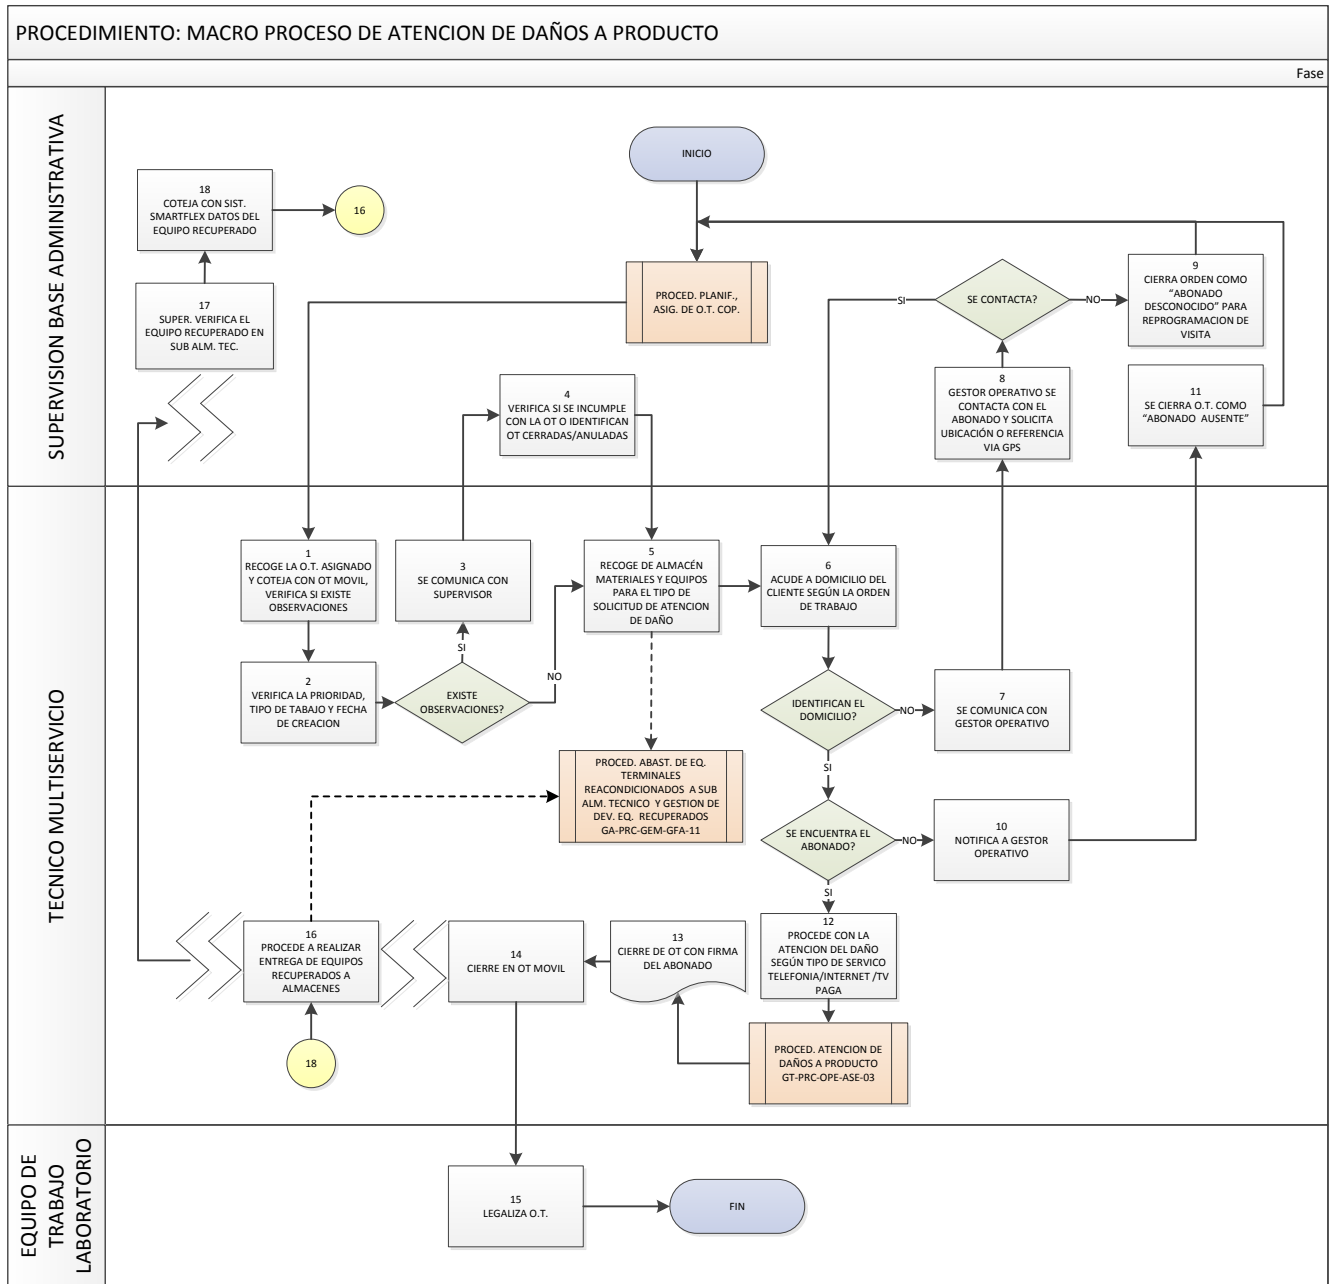 PROCEDIMIENTO: MACRO PROCESO DE ATENCION DE DAÑOS A PRODUCTO
Fase
SUPERVISION BASE ADMINISTRATIVA
INICIO
18
COTEJA CON SIST.
SMARTFLEX DATOS DEL
EQUIPO RECUPERADO
16
17
SUPER. VERIFICA EL
EQUIPO RECUPERADO EN
SUB ALM. TEC.
PROCED. PLANIF.,
ASIG. DE O.T. COP.
SI
SE CONTACTA?
NO
9
CIERRA ORDEN COMO
“ABONADO
DESCONOCIDO” PARA
REPROGRAMACION DE
VISITA
4
VERIFICA SI SE INCUMPLE
CON LA OT O IDENTIFICAN
OT CERRADAS/ANULADAS
8
GESTOR OPERATIVO SE
CONTACTA CON EL
ABONADO Y SOLICITA
UBICACIÓN O REFERENCIA
VIA GPS
11
SE CIERRA O.T. COMO
“ABONADO AUSENTE”
TECNICO MULTISERVICIO
1
RECOGE LA O.T. ASIGNADO
Y COTEJA CON OT MOVIL,
VERIFICA SI EXISTE
OBSERVACIONES
3
SE COMUNICA CON
SUPERVISOR
5
RECOGE DE ALMACÉN
MATERIALES Y EQUIPOS
PARA EL TIPO DE
SOLICITUD DE ATENCION
DE DAÑO
6
ACUDE A DOMICILIO DEL
CLIENTE SEGÚN LA ORDEN
DE TRABAJO
SI
2
VERIFICA LA PRIORIDAD,
TIPO DE TABAJO Y FECHA
DE CREACION
EXISTE
OBSERVACIONES?
NO
IDENTIFICAN EL
DOMICILIO?
NO
7
SE COMUNICA CON
GESTOR OPERATIVO
SI
PROCED. ABAST. DE EQ.
TERMINALES
REACONDICIONADOS A SUB
ALM. TECNICO Y GESTION DE
DEV. EQ. RECUPERADOS
GA-PRC-GEM-GFA-11
SE ENCUENTRA EL
ABONADO?
NO
10
NOTIFICA A GESTOR
OPERATIVO
SI
16
PROCEDE A REALIZAR
ENTREGA DE EQUIPOS
RECUPERADOS A
ALMACENES
14
CIERRE EN OT MOVIL
13
CIERRE DE OT CON FIRMA
DEL ABONADO
12
PROCEDE CON LA
ATENCION DEL DAÑO
SEGÚN TIPO DE SERVICO
TELEFONIA/INTERNET /TV
PAGA
18
PROCED. ATENCION DE
DAÑOS A PRODUCTO
GT-PRC-OPE-ASE-03
EQUIPO DE
TRABAJO
LABORATORIO
15
LEGALIZA O.T.
FIN